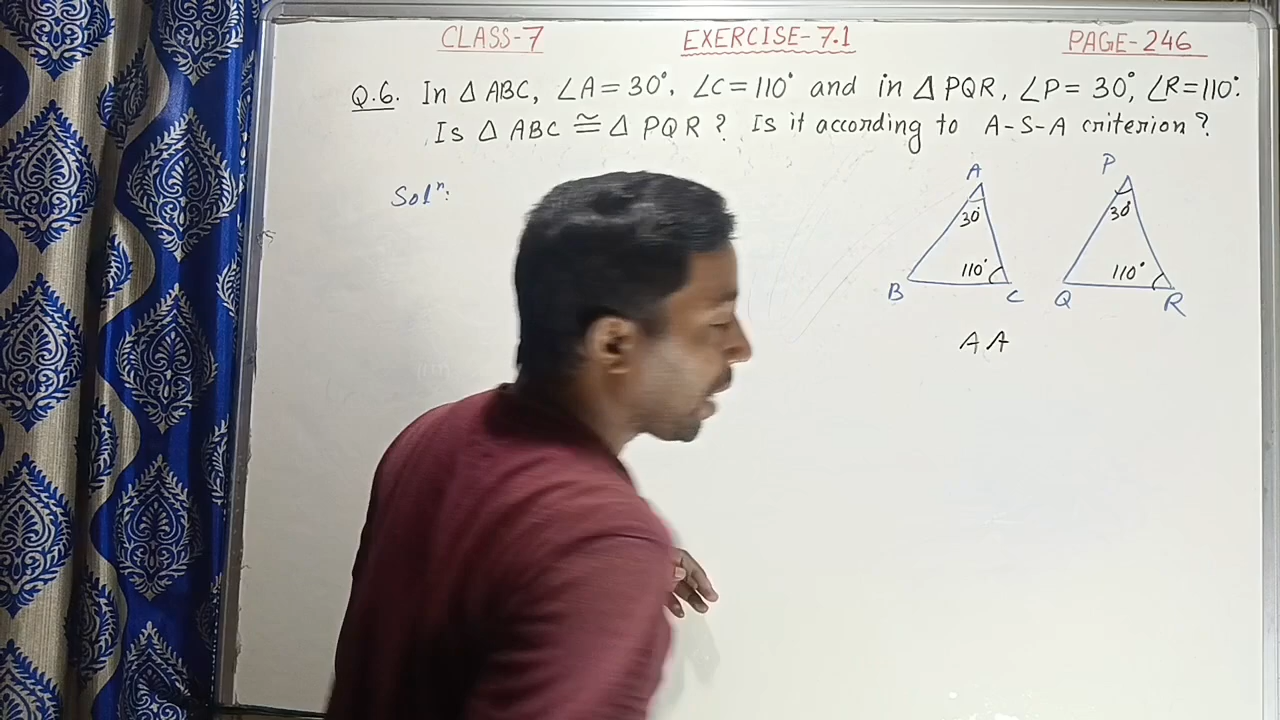 CLASS-7 EXERCISE-7.1 PAGE-246
Q.6. In Δ ABC, ∠A = 30°, ∠C = 110° and in Δ PQR, ∠P = 30°, ∠R = 110°.
Is Δ ABC ≅ Δ PQR ? Is it according to A-S-A criterion ?
Solⁿ:
A P
30° 30°
110° 110°
B C Q R
A A